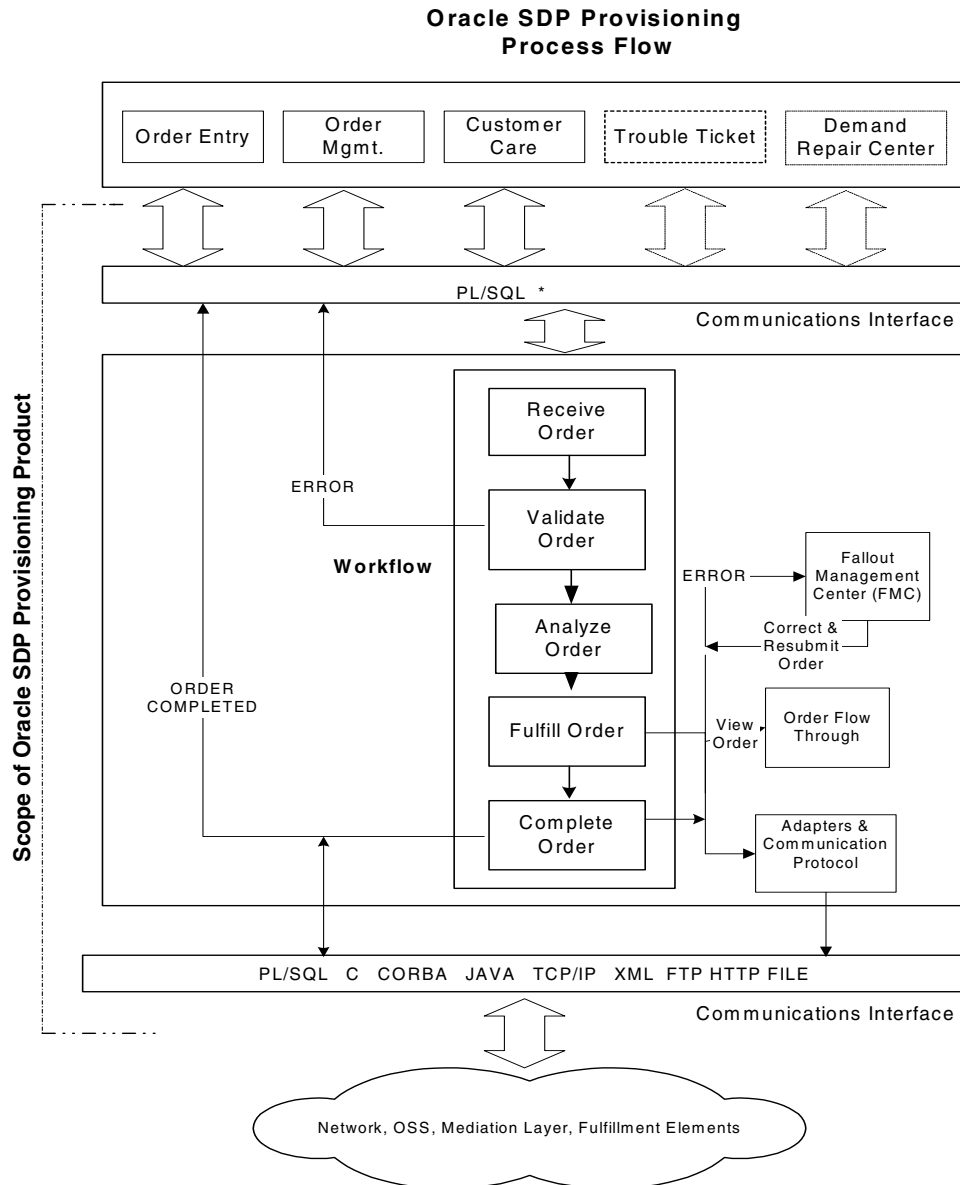 Oracle SDP Provisioning
Process Flow
Order Entry
Order
Mgmt.
Customer
Care
Trouble Ticket
Demand
Repair Center
PL/SQL *
Communications Interface
Scope of Oracle SDP Provisioning Product
Receive
Order
ERROR
Validate
Order
Workflow
ERROR
Fallout
Management
Center (FMC)
Correct &
Resubmit
Order
Analyze
Order
ORDER
COMPLETED
Fulfill Order
View
Order
Order Flow
Through
Complete
Order
Adapters &
Communication
Protocol
PL/SQL C CORBA JAVA TCP/IP XML FTP HTTP FILE
Communications Interface
Network, OSS, Mediation Layer, Fulfillment Elements